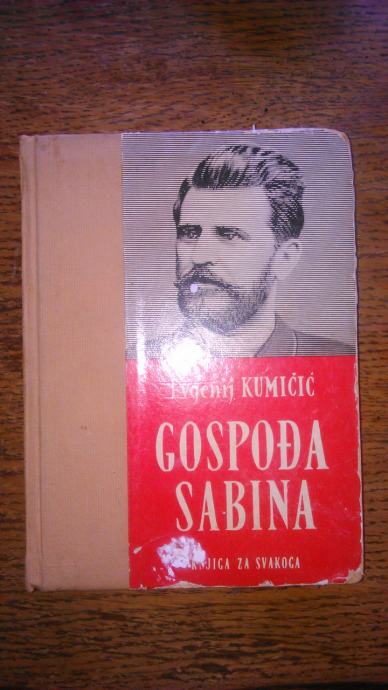 Evgenij KUMIČIĆ
GOSPOĐA
SABINA
KNJIGA ZA SVAKOGA